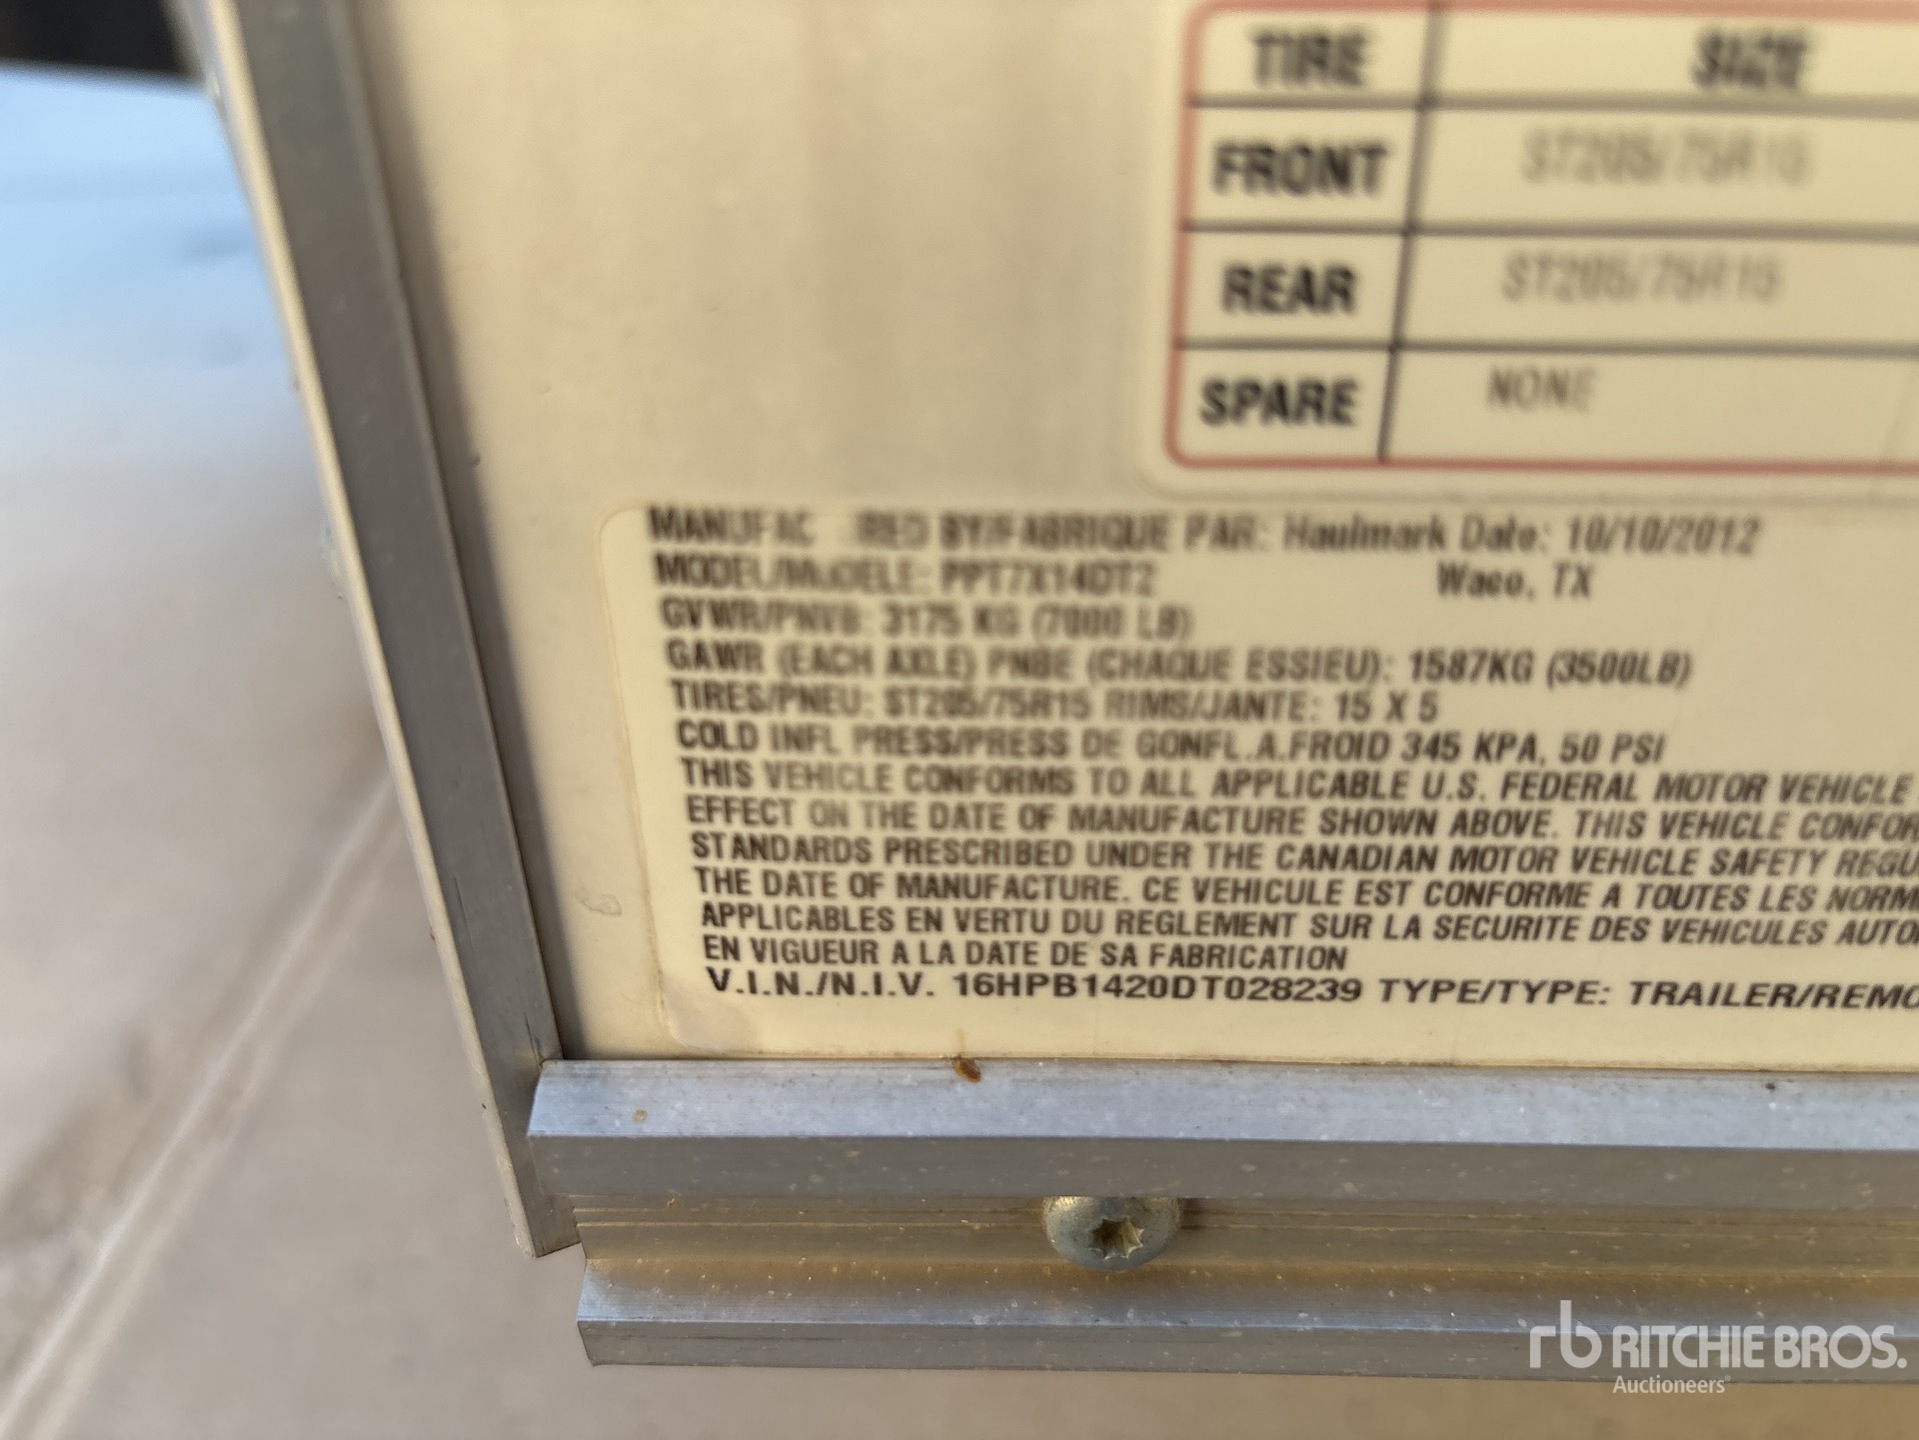 TIRE SIZE
FRONT ST205/75R15
REAR ST205/75R15
SPARE NONE
MANUFAC RED BY/FABRIQUE PAR: Haulmark Date: 10/10/2012
MODEL/MODELE: PPT7X14DT2 Waco, TX
GVWR/PNVB: 3175 KG (7000 LB)
GAWR (EACH AXLE) PNBE (CHAQUE ESSIEU): 1587KG (3500LB)
TIRES/PNEU: ST205/75R15 RIMS/JANTE: 15 X 5
COLD INFL PRESS/PRESS DE GONFL.A.FROID 345 KPA, 50 PSI
THIS VEHICLE CONFORMS TO ALL APPLICABLE U.S. FEDERAL MOTOR VEHICLE
EFFECT ON THE DATE OF MANUFACTURE SHOWN ABOVE. THIS VEHICLE CONFOR
STANDARDS PRESCRIBED UNDER THE CANADIAN MOTOR VEHICLE SAFETY REGU
THE DATE OF MANUFACTURE. CE VEHICULE EST CONFORME A TOUTES LES NORM
APPLICABLES EN VERTU DU REGLEMENT SUR LA SECURITE DES VEHICULES AUTO
EN VIGUEUR A LA DATE DE SA FABRICATION
V.I.N./N.I.V. 16HPB1420DT028239 TYPE/TYPE: TRAILER/REMO
rb RITCHIE BROS.
Auctioneers